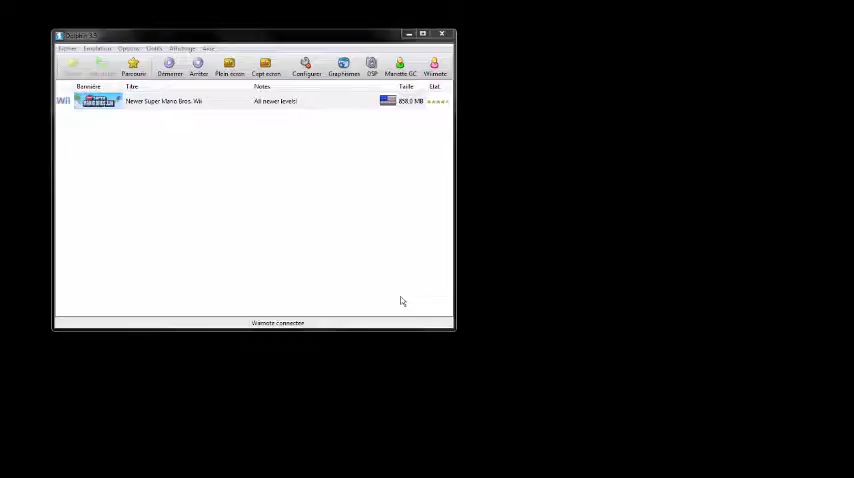 Dolphin 3.5
Fichier Emulation Options Outils Affichage Aide
Parcourir Démarrer Arrêter Plein écran Capt écran Configurer Graphismes DSP Manette GC Wiimote
Bannière Titre Notes Taille Etat
Wii Newer Super Mario Bros. Wii All newer levels! 858,0 MB
Wiimote connectée